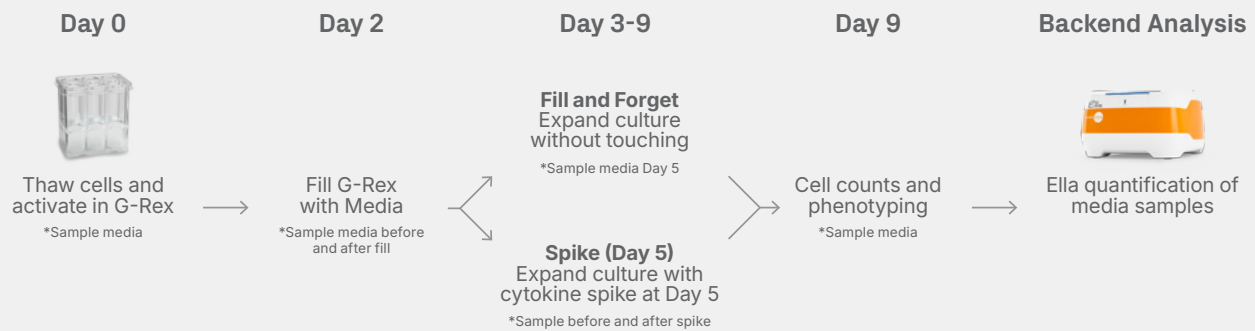 Day 0
Day 2
Day 3-9
Day 9
Backend Analysis
Thaw cells and
activate in G-Rex
*Sample media
Fill G-Rex
with Media
*Sample media before
and after fill
Fill and Forget
Expand culture
without touching
*Sample media Day 5
Spike (Day 5)
Expand culture with
cytokine spike at Day 5
*Sample before and after spike
Cell counts and
phenotyping
*Sample media
Ella quantification of
media samples